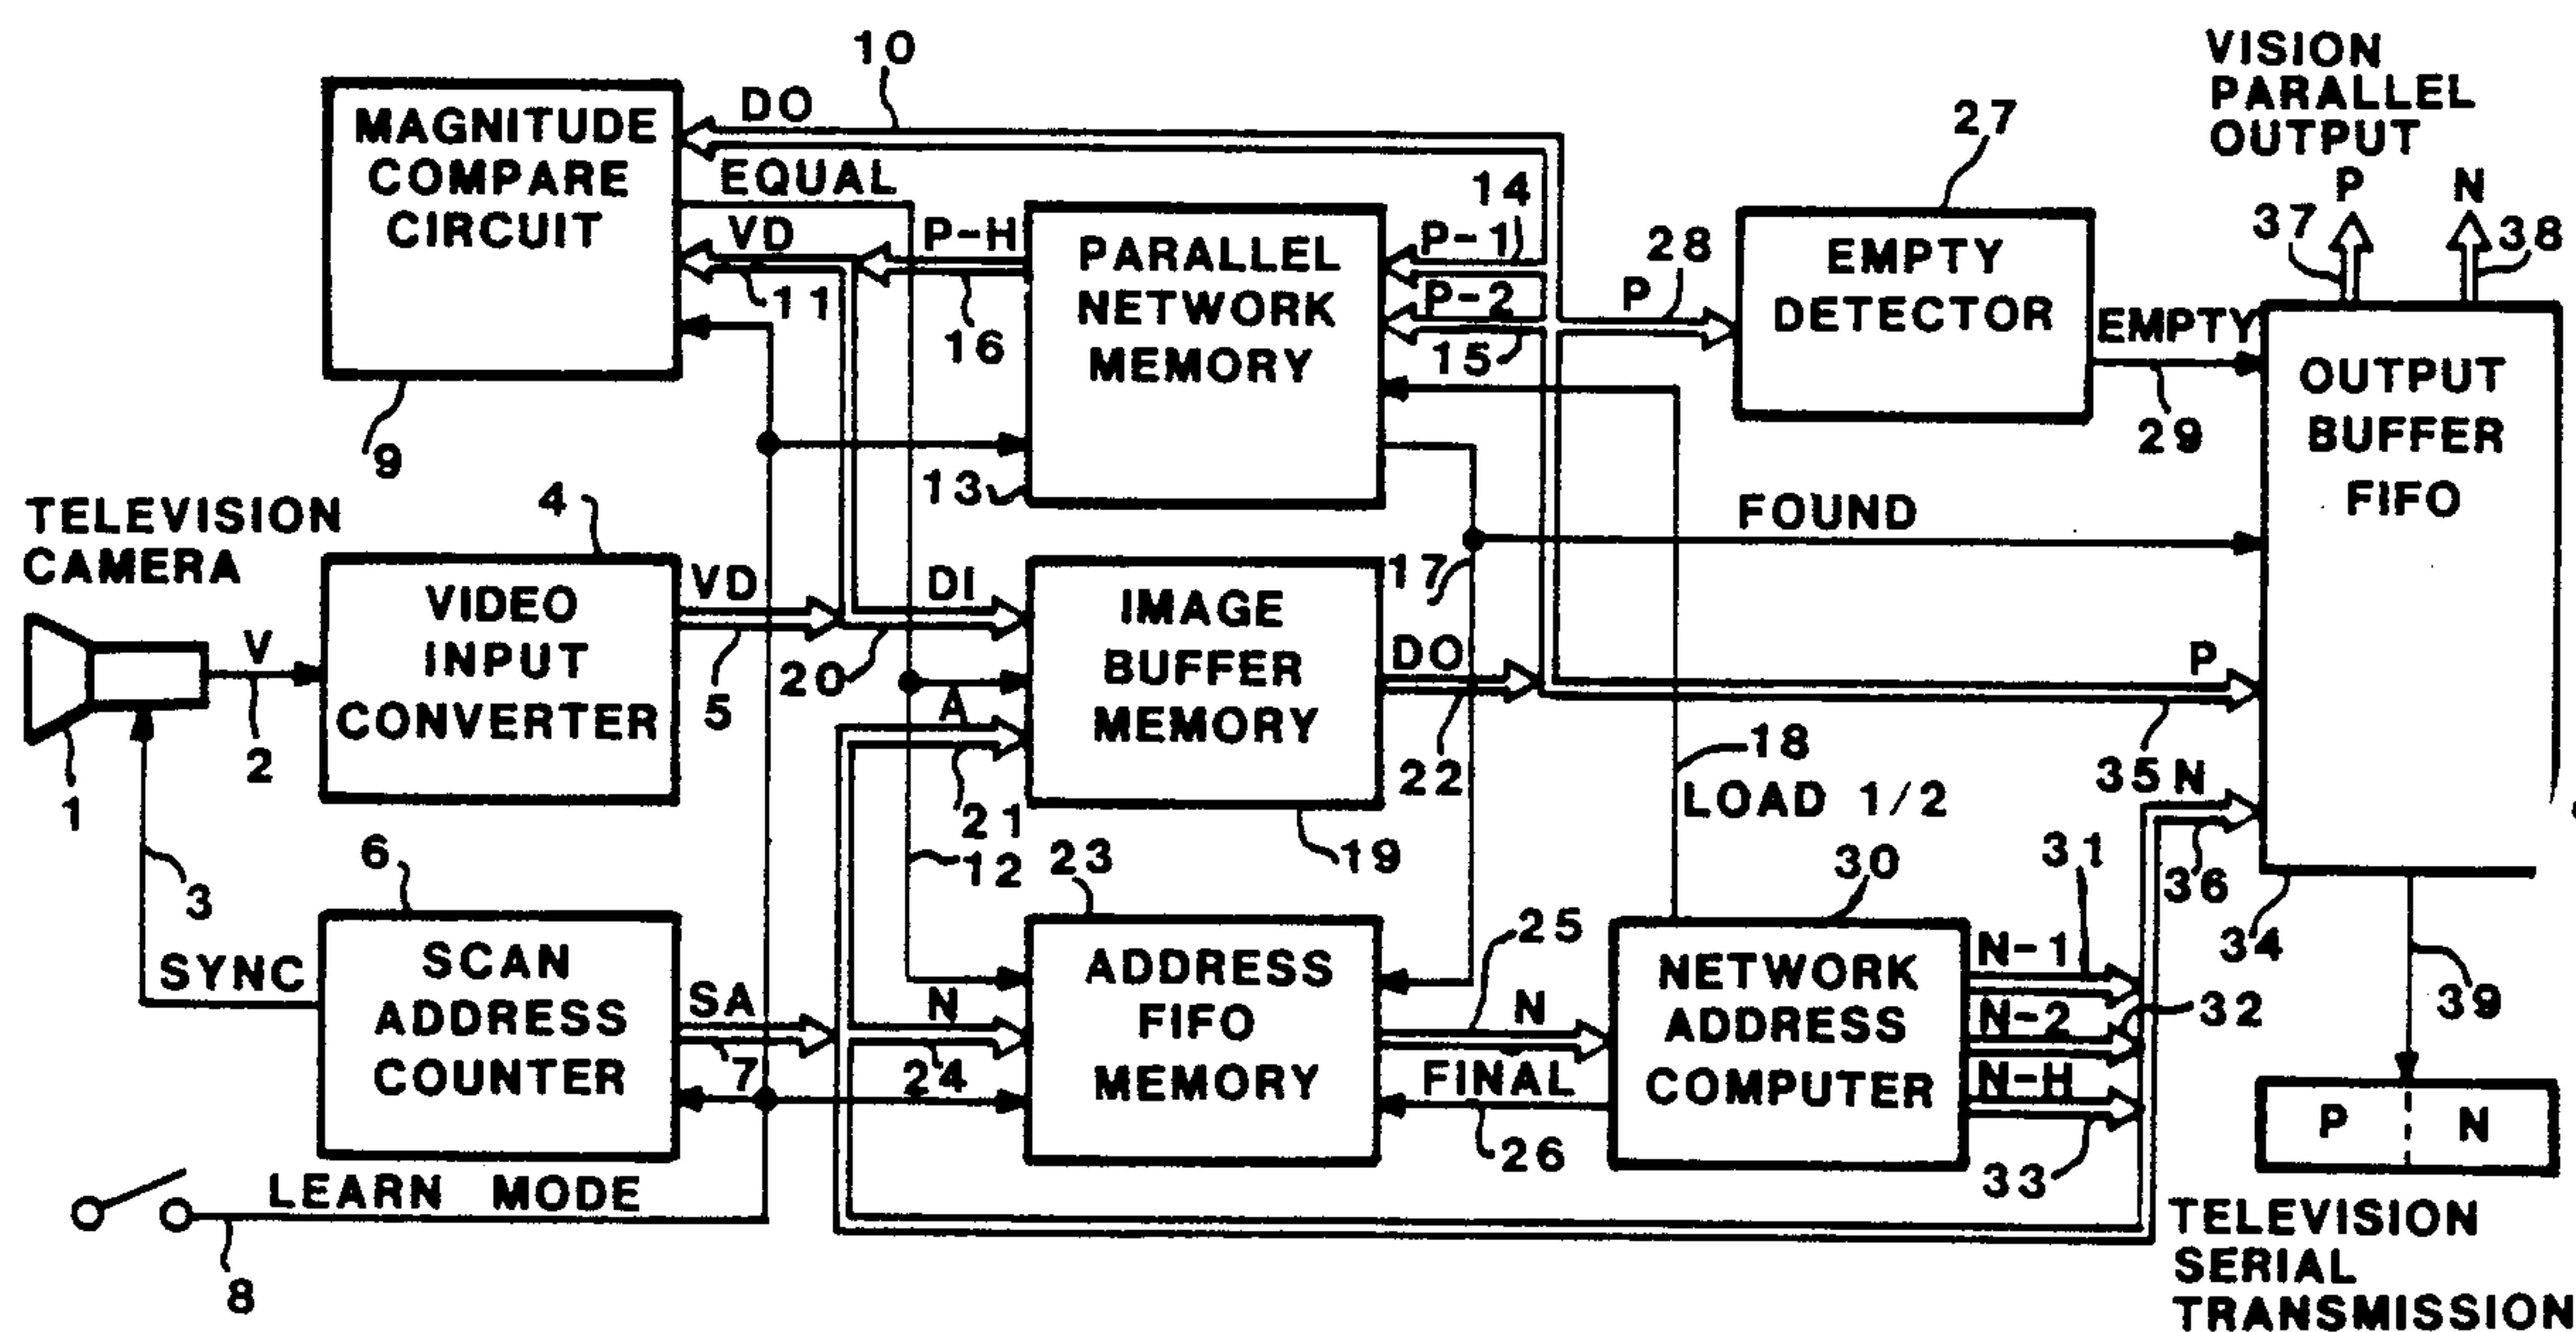 10
VISION
PARALLEL
OUTPUT
DO
27
MAGNITUDE
COMPARE
CIRCUIT
EQUAL
14
P
N
VD
P-H
PARALLEL
NETWORK
MEMORY
P-1
28
EMPTY
DETECTOR
37
38
11
16
P-2
15
P
EMPTY
OUTPUT
BUFFER
FIFO
29
9
13
TELEVISION
CAMERA
4
FOUND
VIDEO
INPUT
CONVERTER
VD
DI
IMAGE
BUFFER
MEMORY
17
V
2
1
5
20
A
21
DO
22
P
18
LOAD 1/2
35
N
36
6
12
23
19
30
31
3
SYNC
SCAN
ADDRESS
COUNTER
SA
7
N
24
ADDRESS
FIFO
MEMORY
25
N
FINAL
26
NETWORK
ADDRESS
COMPUTER
N-1
N-2
32
N-H
33
34
39
P
N
LEARN MODE
8
TELEVISION
SERIAL
TRANSMISSION